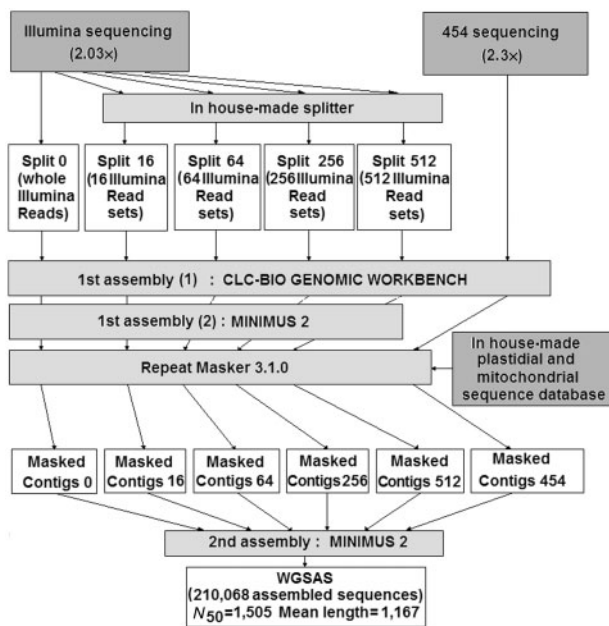 Illumina sequencing
(2.03×)
454 sequencing
(2.3×)
In house-made splitter
Split 0
(whole
Illumina
Reads)
Split 16
(16 Illumina
Read
sets)
Split 64
(64 Illumina
Read
sets)
Split 256
(256 Illumina
Read
sets)
Split 512
(512 Illumina
Read
sets)
1st assembly (1) : CLC-BIO GENOMIC WORKBENCH
1st assembly (2) : MINIMUS 2
Repeat Masker 3.1.0
In house-made
plastidial and
mitochondrial
sequence database
Masked
Contigs 0
Masked
Contigs 16
Masked
Contigs 64
Masked
Contigs 256
Masked
Contigs 512
Masked
Contigs 454
2nd assembly : MINIMUS 2
WGSAS
(210,068 assembled sequences)
N50=1,505 Mean length=1,167